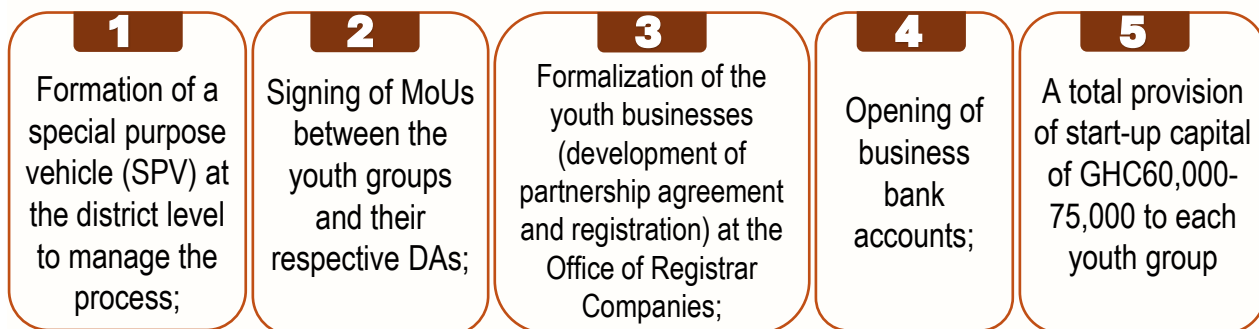 1
Formation of a
special purpose
vehicle (SPV) at
the district level
to manage the
process;
2
Signing of MoUs
between the
youth groups
and their
respective DAs;
3
Formalization of the
youth businesses
(development of
partnership agreement
and registration) at the
Office of Registrar
Companies;
4
Opening of
business
bank
accounts;
5
A total provision
of start-up capital
of GHC60,000-
75,000 to each
youth group